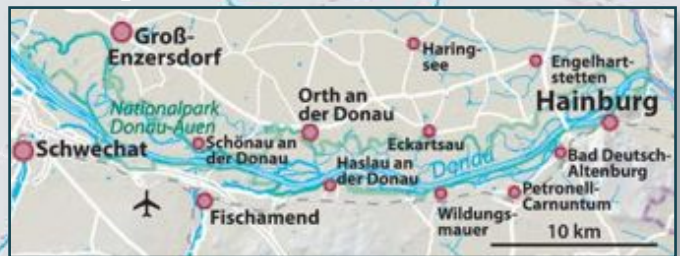 Groß-
Enzersdorf
Haring-
see
Engelhart-
stetten
Nationalpark
Donau-Auen
Orth an
der Donau
Hainburg
Schwechat
Schönau an
der Donau
Eckartsau
Donau
Haslau an
der Donau
Bad Deutsch-
Altenburg
Fischamend
Wildungs-
mauer
Petronell-
Carnuntum
10 km